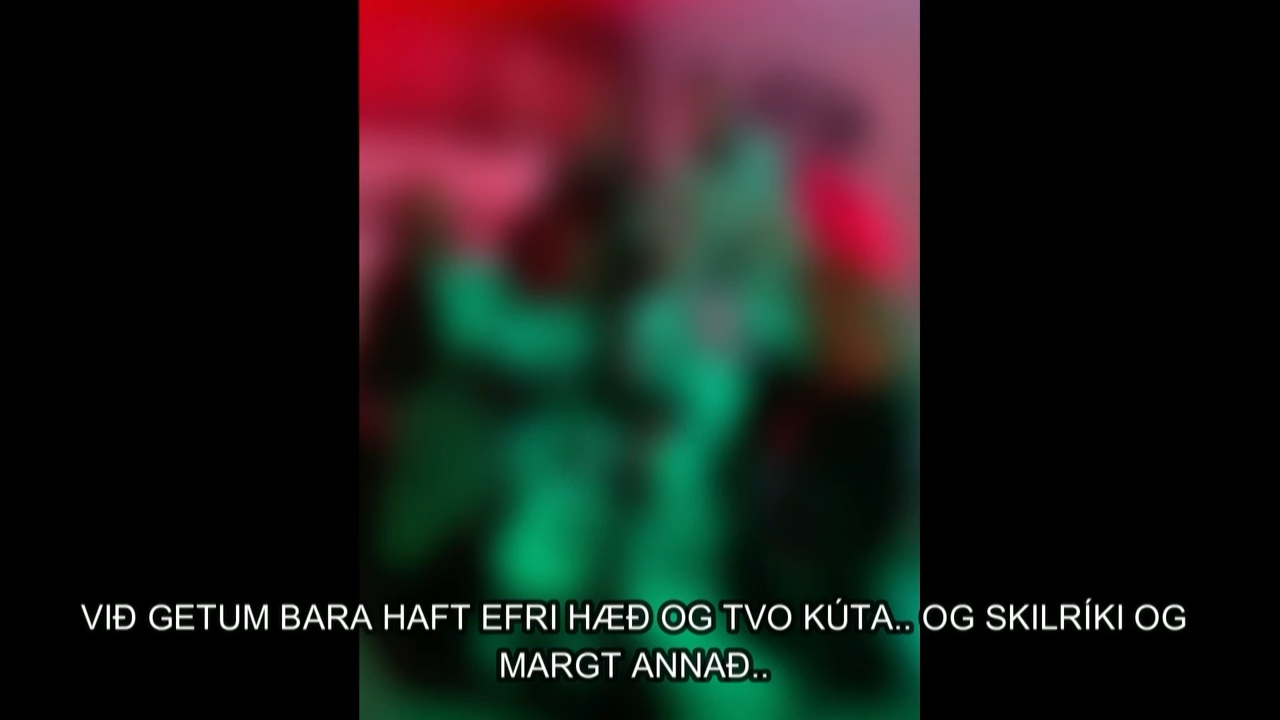 VIÐ GETUM BARA HAFT EFRI HÆÐ OG TVO KÚTA.. OG SKILRÍKI OG
MARGT ANNAÐ..